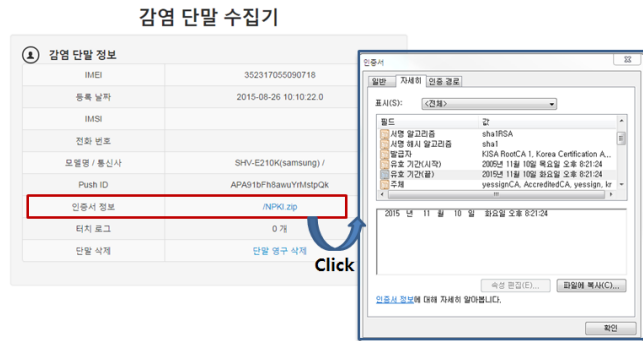 감염 단말 수집기
감염 단말 정보
IMEI 352317055090718
등록 날짜 2015-08-26 10:10:22.0
IMSI
전화 번호
모델명 / 통신사 SHV-E210K(samsung) /
Push ID APA91bFh8awuYrMstpQk
인증서 정보 /NPKI.zip
터치 로그 0 개
단말 삭제 단말 영구 삭제
Click
인증서
일반 자세히 인증 경로
표시(S): <전체>
필드 값
서명 알고리즘 sha1RSA
서명 해시 알고리즘 sha1
발급자 KISA RootCA 1, Korea Certification A...
유효 기간(시작) 2005년 11월 10일 목요일 오후 8:21:24
유효 기간(끝) 2015년 11월 10일 화요일 오후 8:21:24
주체 yessignCA, AccreditedCA, yessign, kr
2015 년 11 월 10 일 화요일 오후 8:21:24
속성 편집(E)... 파일에 복사(C)...
인증서 정보에 대해 자세히 알아봅니다.
확인